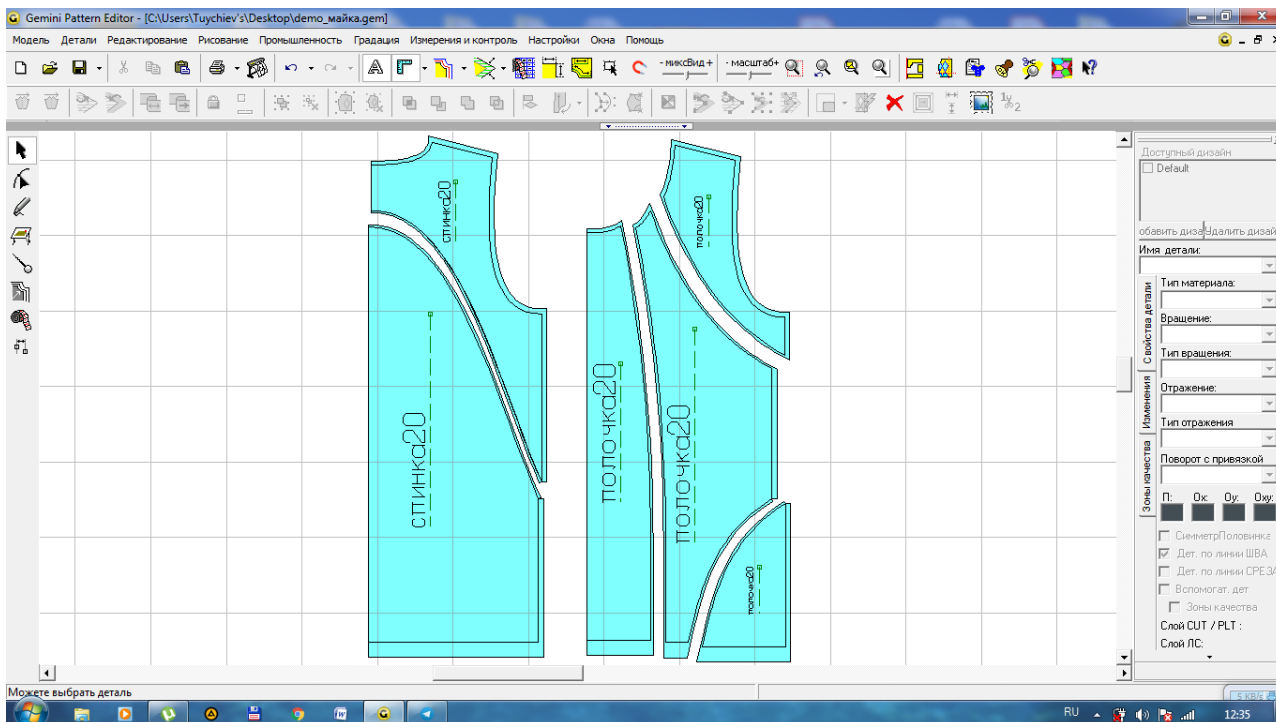 Gemini Pattern Editor - [C:\Users\Tuychiev's\Desktop\demo_майка.gem]
Модель Детали Редактирование Рисование Промышленность Градация Измерения и контроль Настройки Окна Помощь
- миксВид +
- масштаб+
1y2
спинка20
полочка20
спинка20
полочка20
полочка20
полочка20
Доступный дизайн
Default
обавить диза
Удалить дизай
Имя детали:
Свойства детали
Изменения
Зоны качества
Тип материала:
Вращение:
Тип вращения:
Отражение:
Тип отражения
Поворот с привязкой
П: Ох: Оу: Оху:
СимметрПоловинка
Дет. по линии ШВА
Дет. по линии СРЕЗА
Вспомогат. дет
Зоны качества
Слой CUT / PLT :
Слой ЛС:
Можете выбрать деталь
5 KB/s
RU
12:35